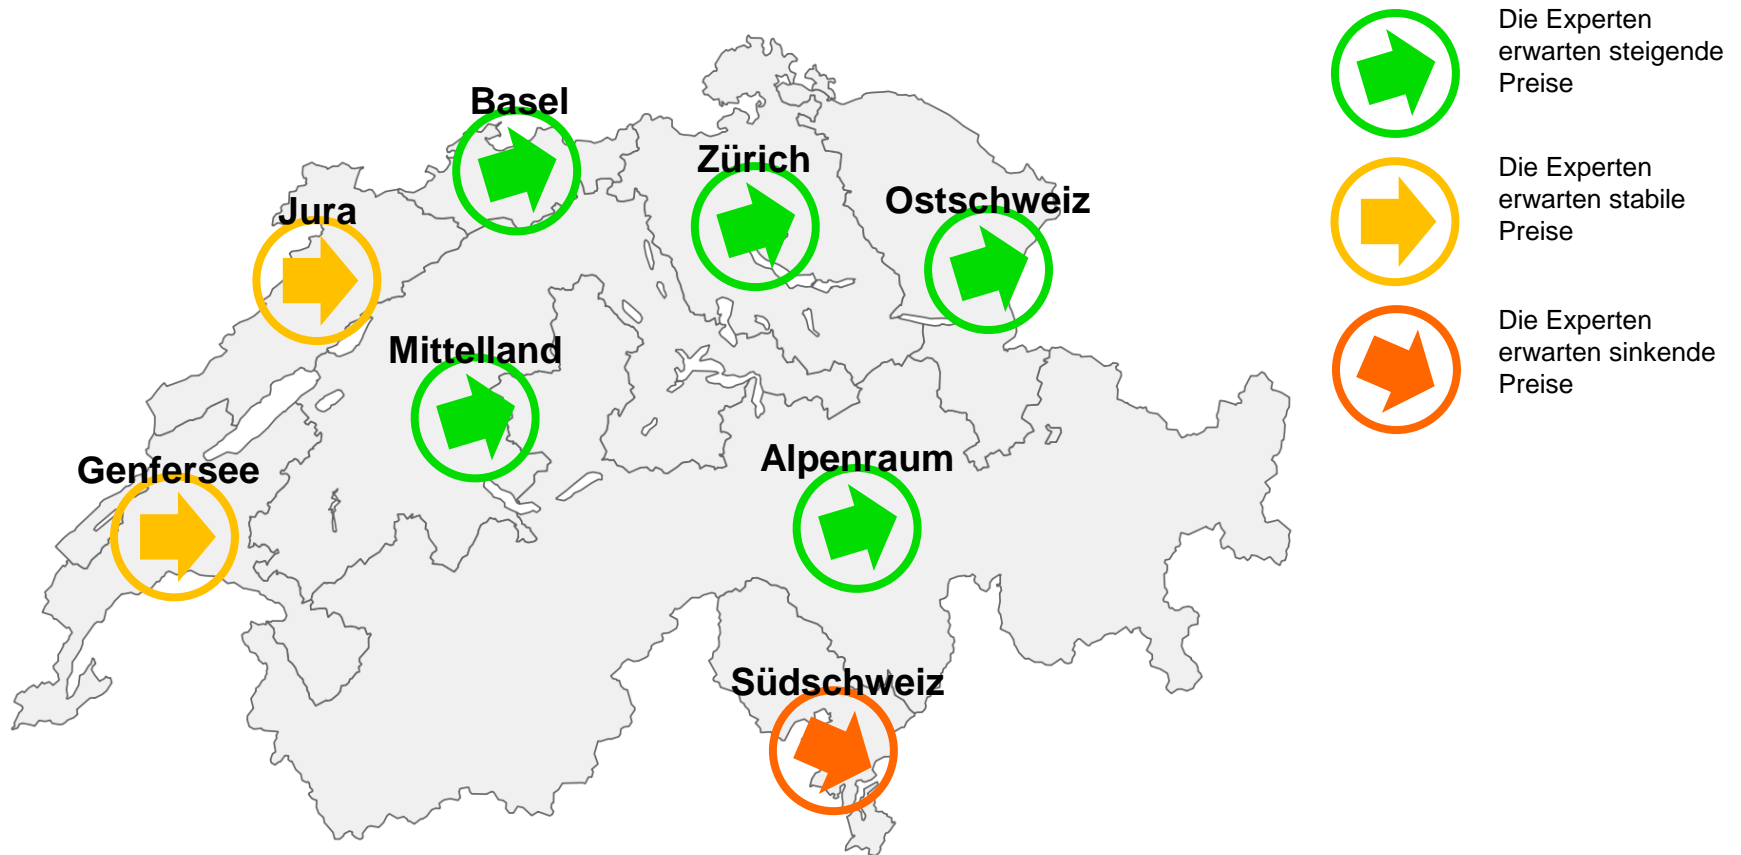 Die Experten
erwarten steigende
Preise
Die Experten
erwarten stabile
Preise
Die Experten
erwarten sinkende
Preise
Basel
Zürich
Ostschweiz
Jura
Mittelland
Genfersee
Alpenraum
Südschweiz